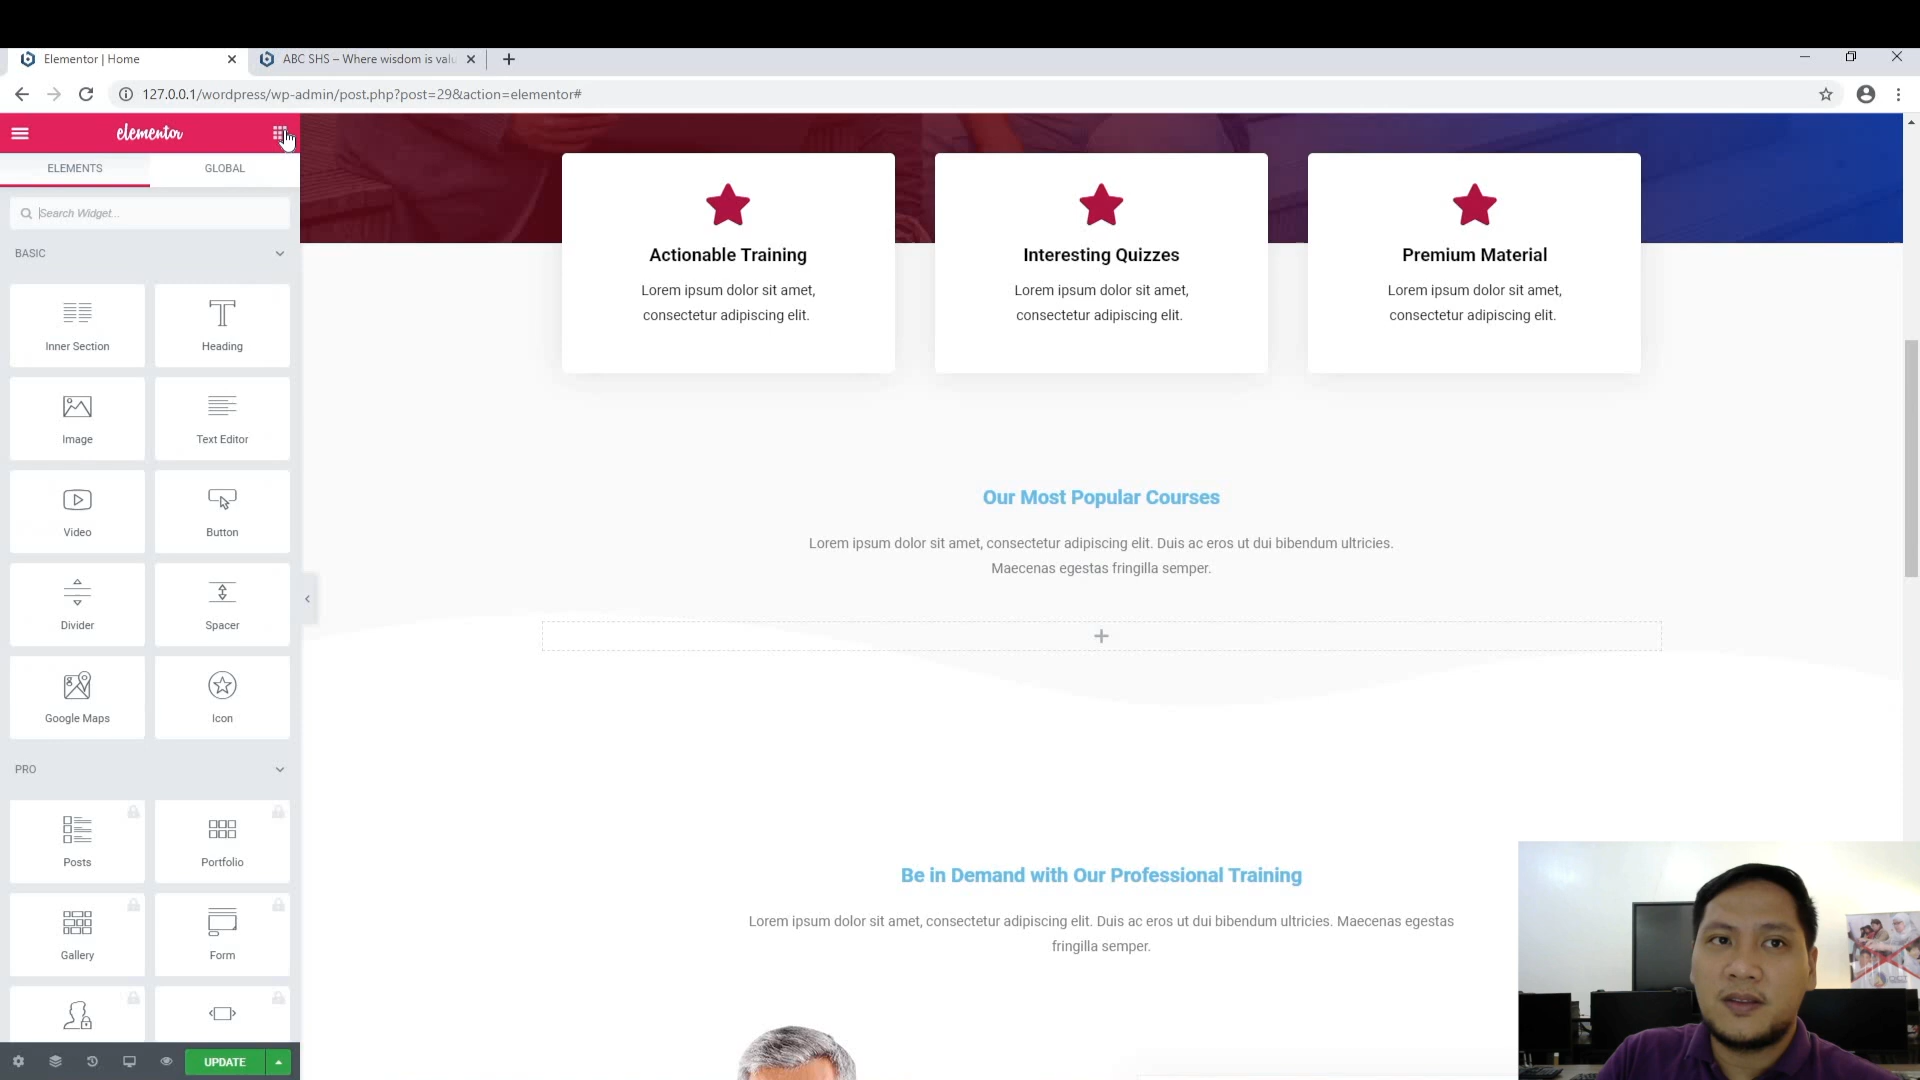 Elementor | Home
ABC SHS – Where wisdom is valu
127.0.0.1/wordpress/wp-admin/post.php?post=29&action=elementor#
elementor
ELEMENTS
GLOBAL
Search Widget...
BASIC
Inner Section
Heading
Image
Text Editor
Video
Button
Divider
Spacer
Google Maps
Icon
PRO
Posts
Portfolio
Gallery
Form
UPDATE
Actionable Training
Lorem ipsum dolor sit amet,
consectetur adipiscing elit.
Interesting Quizzes
Lorem ipsum dolor sit amet,
consectetur adipiscing elit.
Premium Material
Lorem ipsum dolor sit amet,
consectetur adipiscing elit.
Our Most Popular Courses
Lorem ipsum dolor sit amet, consectetur adipiscing elit. Duis ac eros ut dui bibendum ultricies.
Maecenas egestas fringilla semper.
Be in Demand with Our Professional Training
Lorem ipsum dolor sit amet, consectetur adipiscing elit. Duis ac eros ut dui bibendum ultricies. Maecenas egestas
fringilla semper.